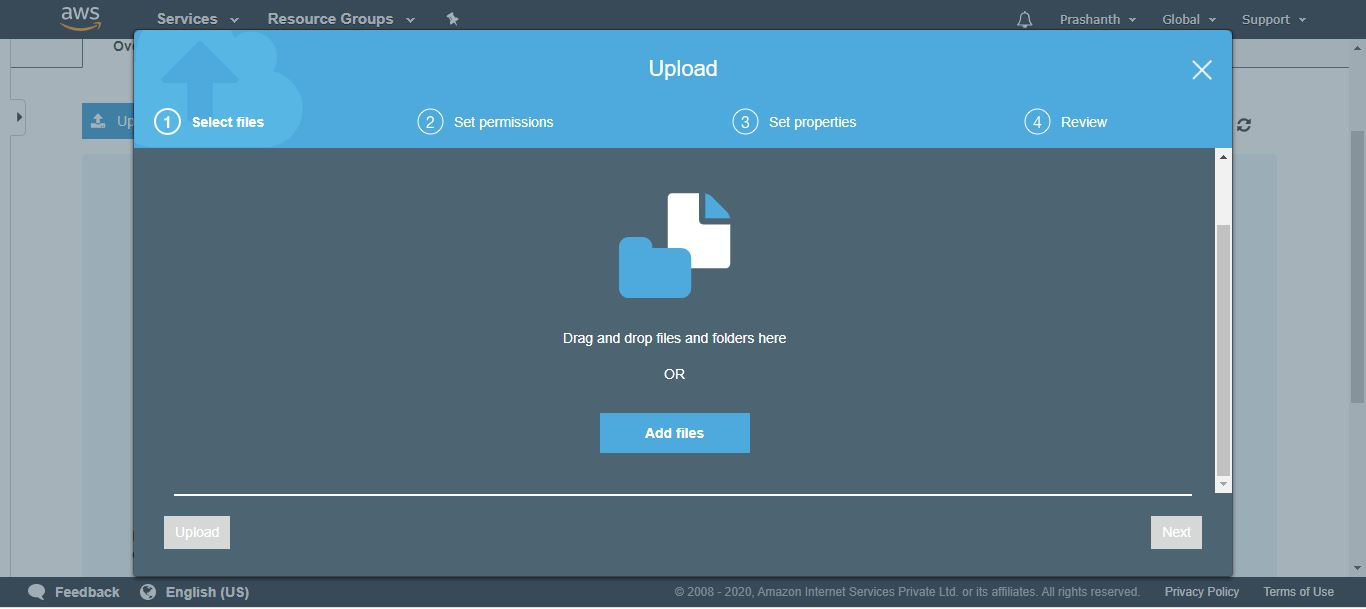 aws Services Resource Groups Prashanth Global Support
Ov
Upload
Up 1 Select files 2 Set permissions 3 Set properties 4 Review
Drag and drop files and folders here
OR
Add files
Upload Next
Feedback English (US) © 2008 - 2020, Amazon Internet Services Private Ltd. or its affiliates. All rights reserved. Privacy Policy Terms of Use